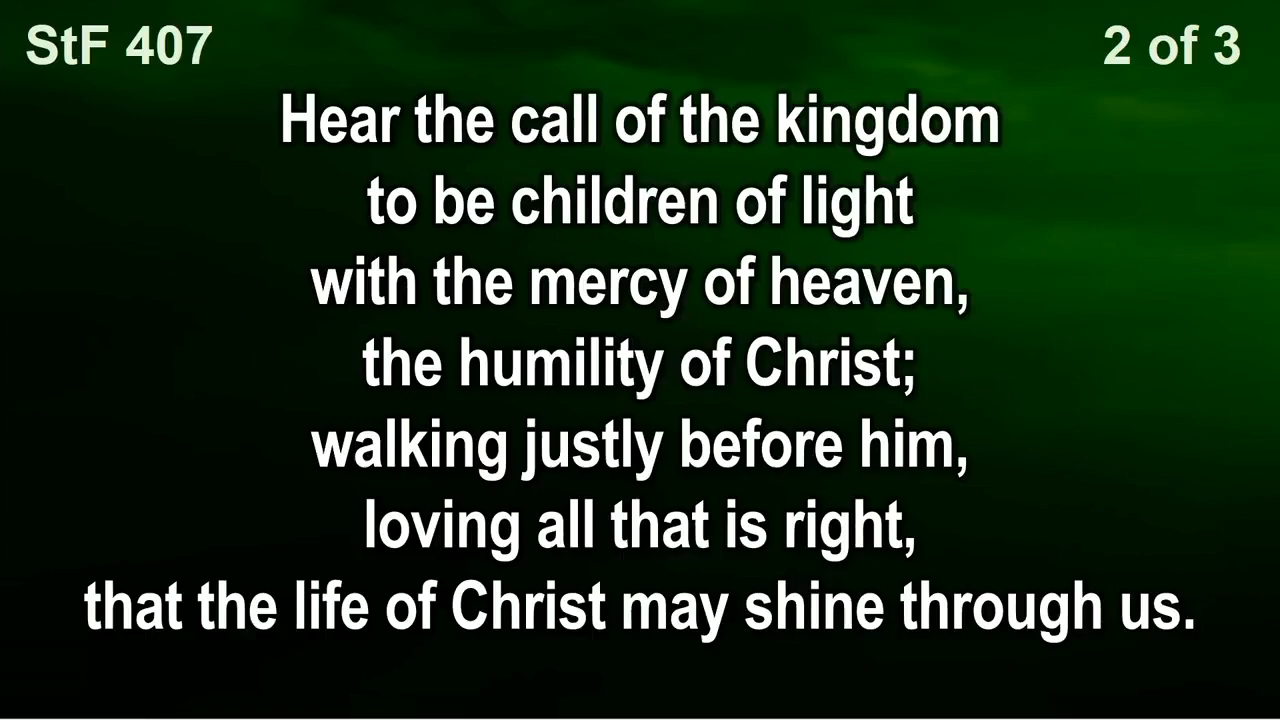 StF 407
2 of 3
Hear the call of the kingdom
to be children of light
with the mercy of heaven,
the humility of Christ;
walking justly before him,
loving all that is right,
that the life of Christ may shine through us.